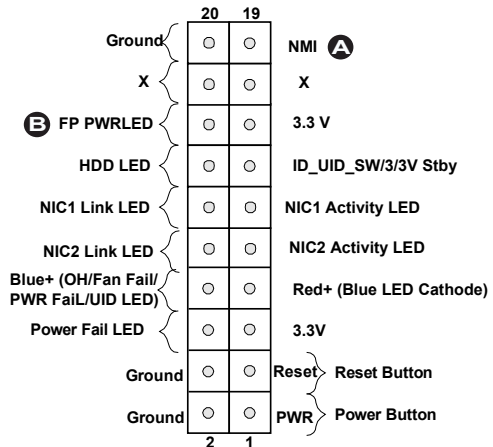 20 19
Ground NMI A
X X
B FP PWRLED 3.3 V
HDD LED ID_UID_SW/3/3V Stby
NIC1 Link LED NIC1 Activity LED
NIC2 Link LED NIC2 Activity LED
Blue+ (OH/Fan Fail/
PWR FaiL/UID LED) Red+ (Blue LED Cathode)
Power Fail LED 3.3V
Ground Reset Reset Button
Ground PWR Power Button
2 1